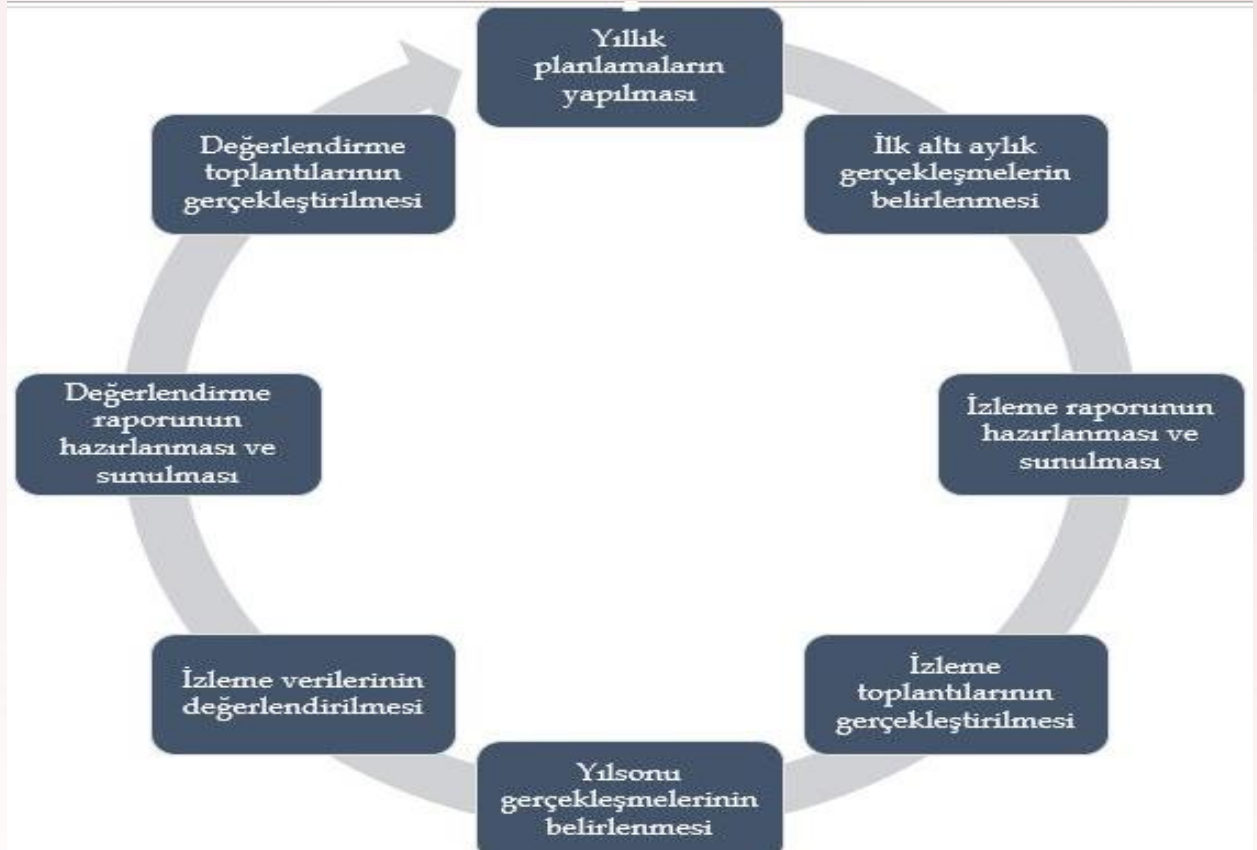 Yıllık
planlamaların
yapılması
İlk altı aylık
gerçekleşmelerin
belirlenmesi
İzleme raporunun
hazırlanması ve
sunulması
İzleme
toplantılarının
gerçekleştirilmesi
Yılsonu
gerçekleşmelerinin
belirlenmesi
İzleme verilerinin
değerlendirilmesi
Değerlendirme
raporunun
hazırlanması ve
sunulması
Değerlendirme
toplantılarının
gerçekleştirilmesi